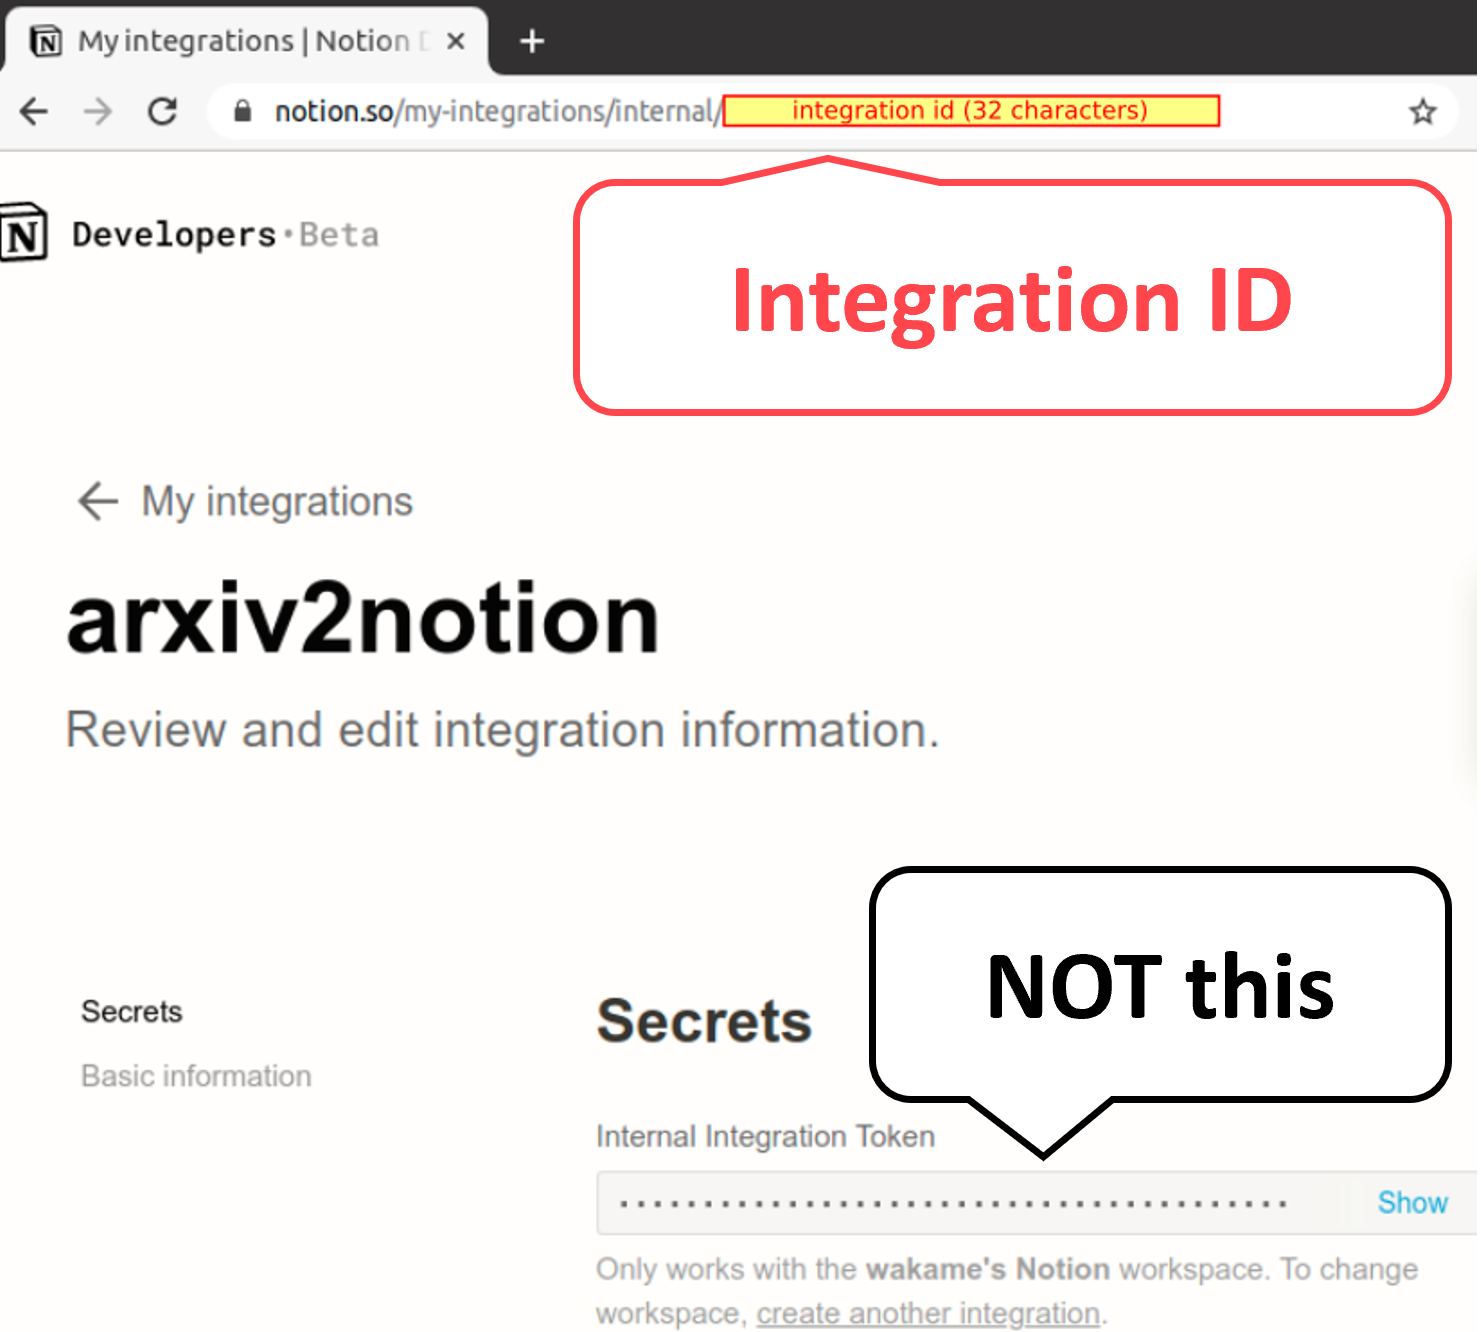 My integrations | Notion D
notion.so/my-integrations/internal/ integration id (32 characters)
N Developers • Beta
Integration ID
← My integrations
arxiv2notion
Review and edit integration information.
NOT this
Secrets
Basic information
Secrets
Internal Integration Token
Show
Only works with the wakame's Notion workspace. To change
workspace, create another integration.